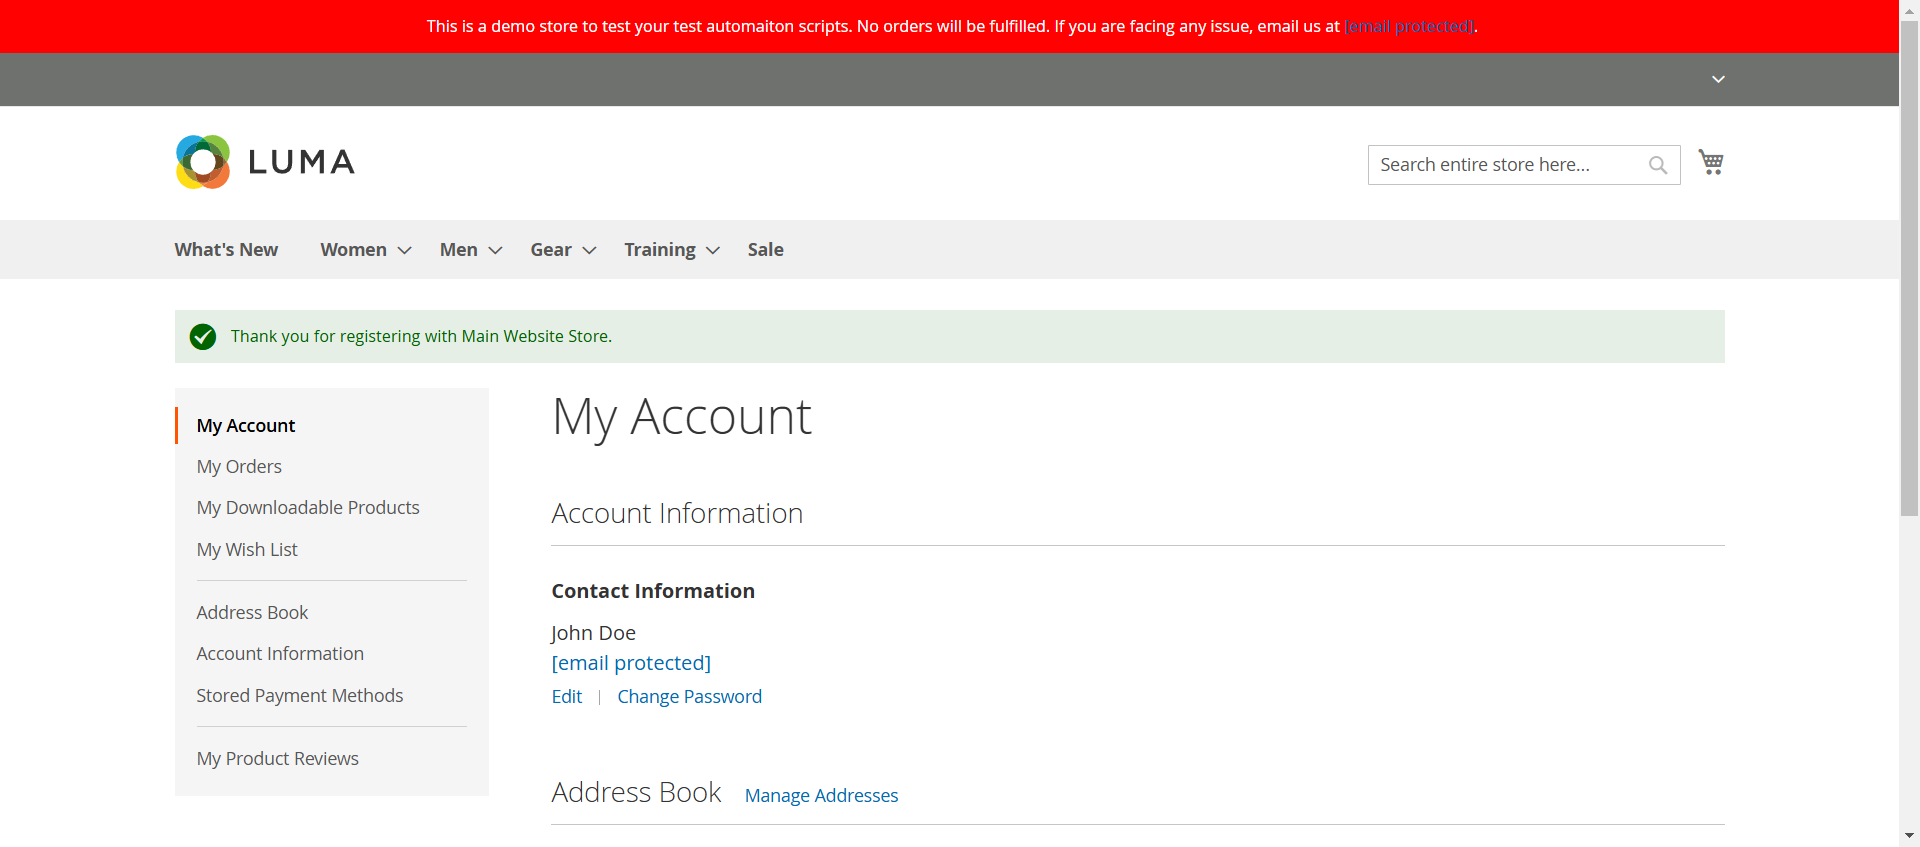 This is a demo store to test your test automaiton scripts. No orders will be fulfilled. If you are facing any issue, email us at [email protected].
LUMA
Search entire store here...
What's New Women Men Gear Training Sale
Thank you for registering with Main Website Store.
My Account
My Orders
My Downloadable Products
My Wish List
Address Book
Account Information
Stored Payment Methods
My Product Reviews
My Account
Account Information
Contact Information
John Doe
[email protected]
Edit | Change Password
Address Book Manage Addresses